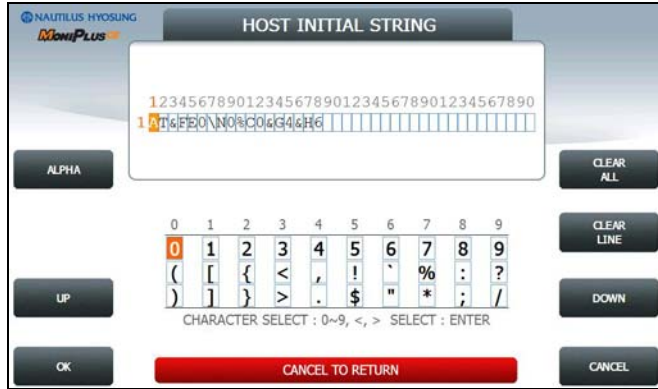 NAUTILUS HYOSUNG
MONIPLUS CE
HOST INITIAL STRING
1234567890123456789012345678901234567890
1 AT&FE0\N0%C0&G4&H6
ALPHA
CLEAR ALL
0 1 2 3 4 5 6 7 8 9
0 1 2 3 4 5 6 7 8 9
( [ { < , ! ` % : ?
) ] } > . $ " * ; /
CLEAR LINE
CHARACTER SELECT : 0~9, <, > SELECT : ENTER
UP
DOWN
OK
CANCEL TO RETURN
CANCEL